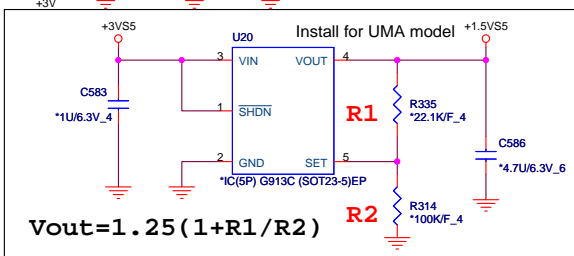 +3V
+3VS5
U20
Install for UMA model
+1.5VS5
3
VIN
VOUT
4
C583
*1U/6.3V_4
1
SHDN
R1
R335
*22.1K/F_4
C586
*4.7U/6.3V_6
2
GND
SET
5
*IC(5P) G913C (SOT23-5)EP
R2
R314
*100K/F_4
Vout=1.25(1+R1/R2)